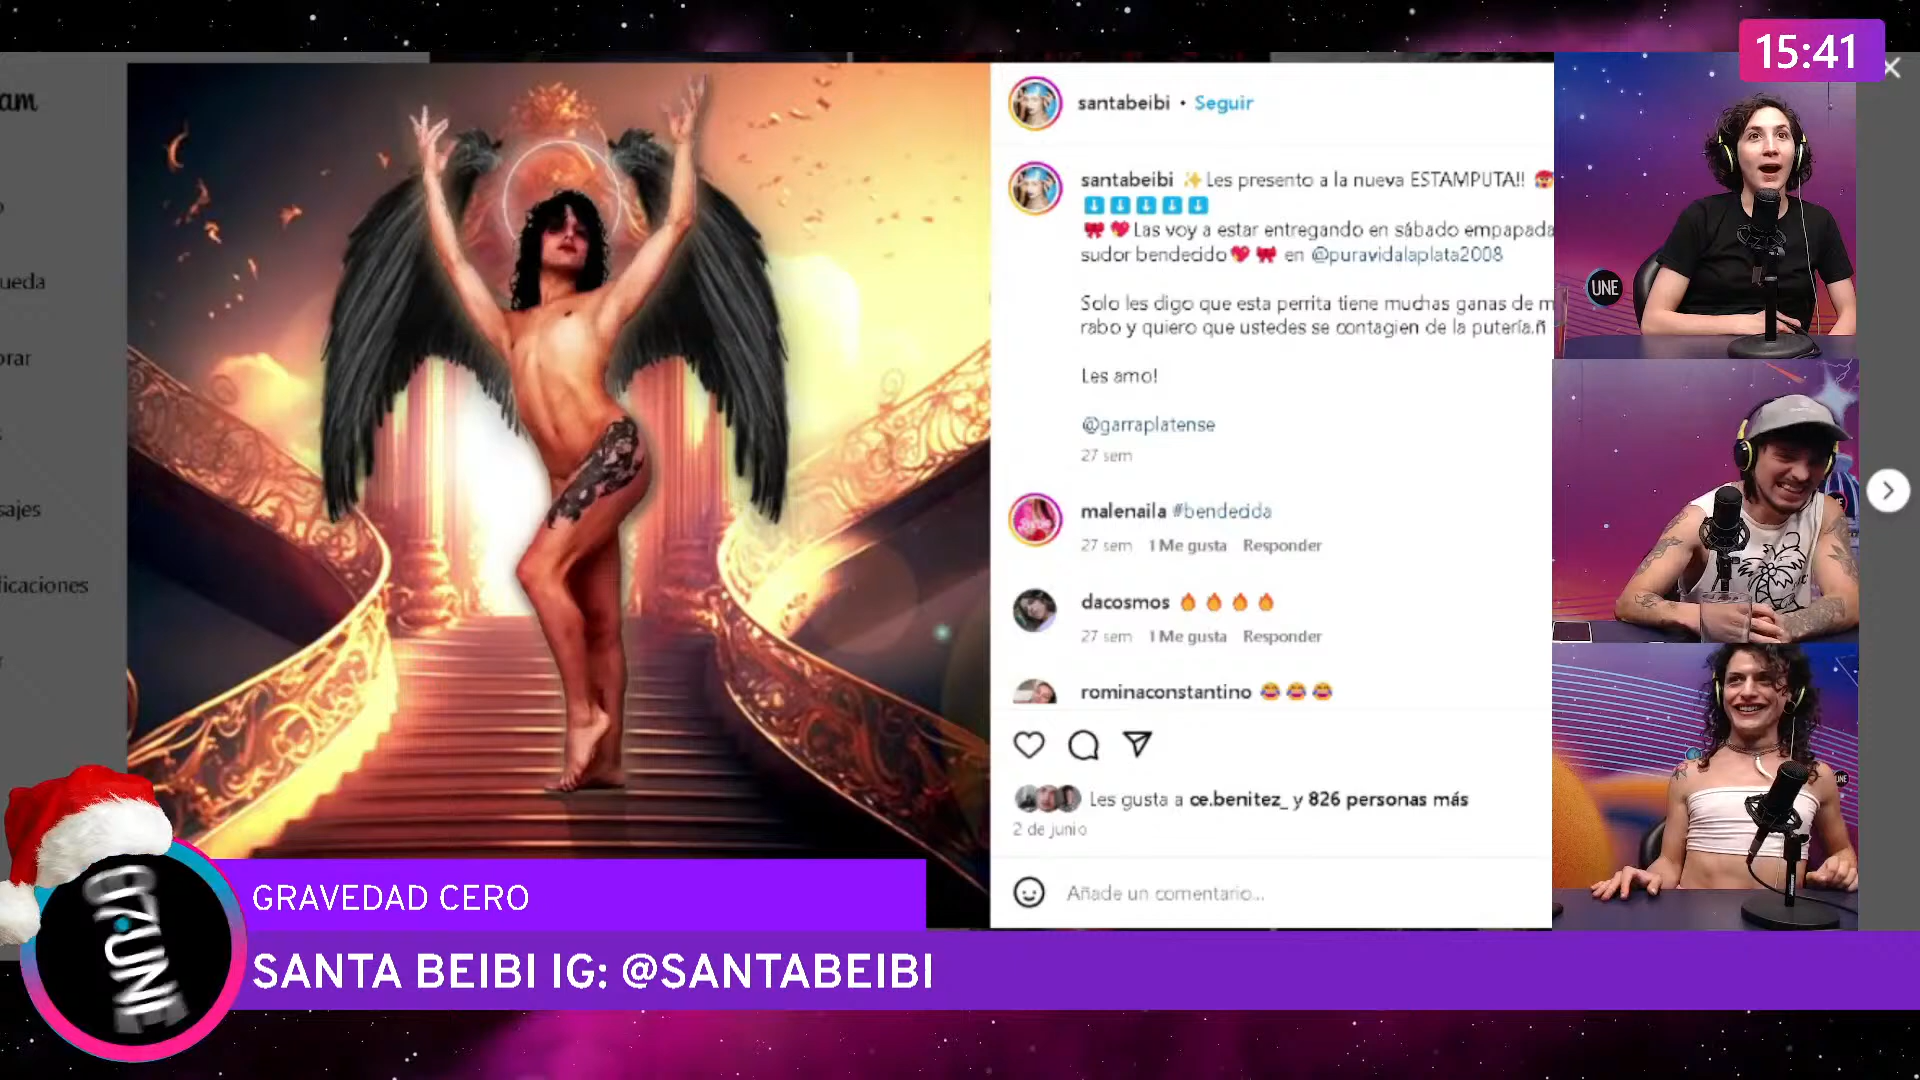 15:41
am
santabeibi • Seguir
santabeibi ✨Les presento a la nueva ESTAMPUTA!!
⬇️⬇️⬇️⬇️⬇️
🎀💖Las voy a estar entregando en sábado empapada
sudor bendecido💖🎀 en @puravidalaplata2008
Solo les digo que esta perrita tiene muchas ganas de m
rabo y quiero que ustedes se contagien de la putería.ñ
Les amo!
@garraplatense
27 sem
malenaila #bendecida
27 sem 1 Me gusta Responder
dacosmos 🔥🔥🔥🔥
27 sem 1 Me gusta Responder
rominaconstantino 😂😂😂
Les gusta a ce.benitez_ y 826 personas más
2 de junio
Añade un comentario...
ueda
orar
sajes
icaciones
UNE
GRAVEDAD CERO
SANTA BEIBI IG: @SANTABEIBI
UNE